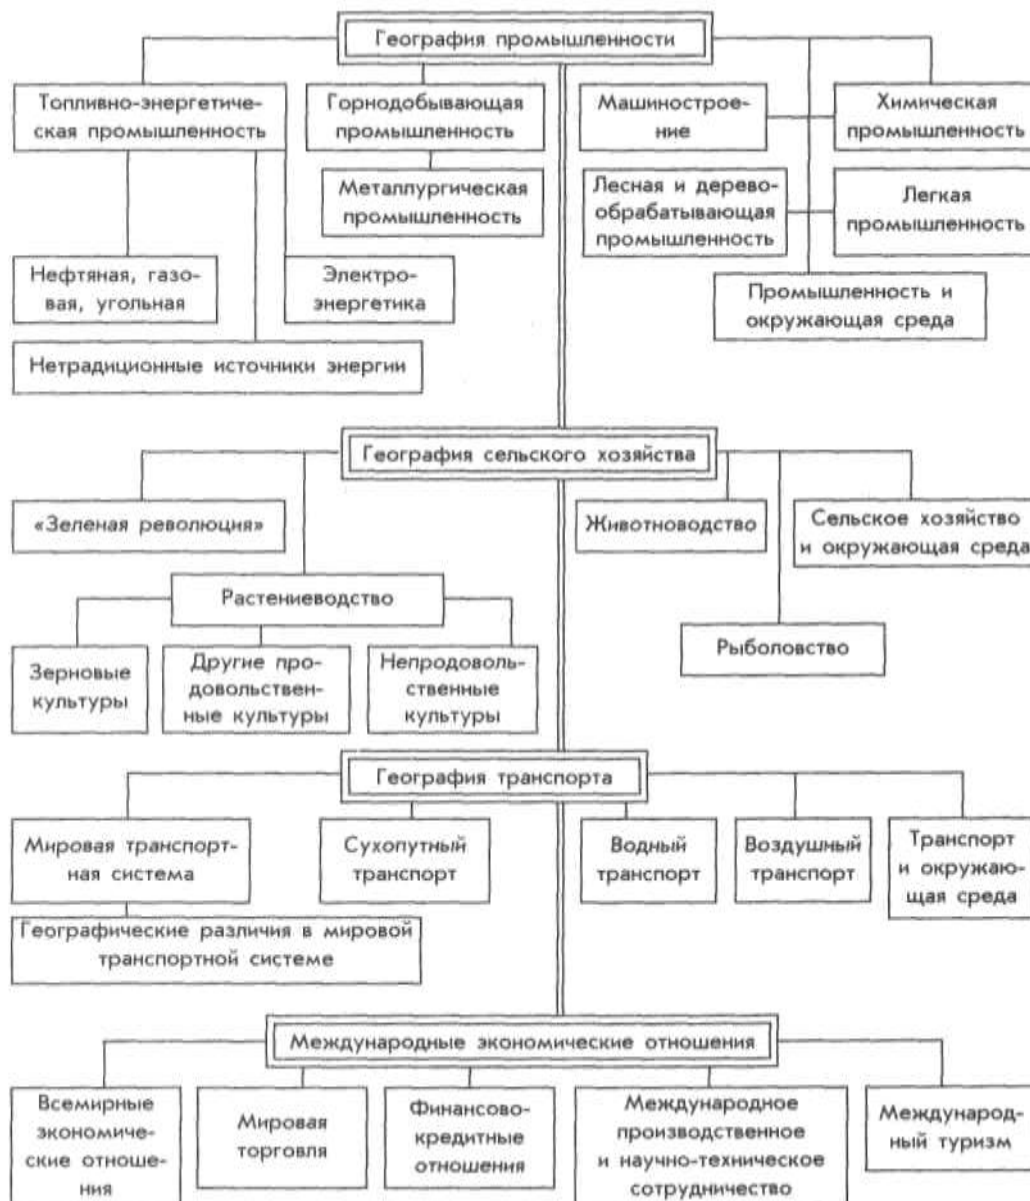 География промышленности
Топливно-энергетиче-
ская промышленность
Горнодобывающая
промышленность
Машинострое-
ние
Химическая
промышленность
Металлургическая
промышленность
Лесная и дерево-
обрабатывающая
промышленность
Легкая
промышленность
Нефтяная, газо-
вая, угольная
Электро-
энергетика
Промышленность и
окружающая среда
Нетрадиционные источники энергии
География сельского хозяйства
«Зеленая революция»
Животноводство
Сельское хозяйство
и окружающая среда
Растениеводство
Рыболовство
Зерновые
культуры
Другие про-
довольствен-
ные культуры
Непродоволь-
ственные
культуры
География транспорта
Мировая транспорт-
ная система
Сухопутный
транспорт
Водный
транспорт
Воздушный
транспорт
Транспорт
и окружаю-
щая среда
Географические различия в мировой
транспортной системе
Международные экономические отношения
Всемирные
экономиче-
ские отноше-
ния
Мировая
торговля
Финансово-
кредитные
отношения
Международное
производственное
и научно-техническое
сотрудничество
Международ-
ный туризм